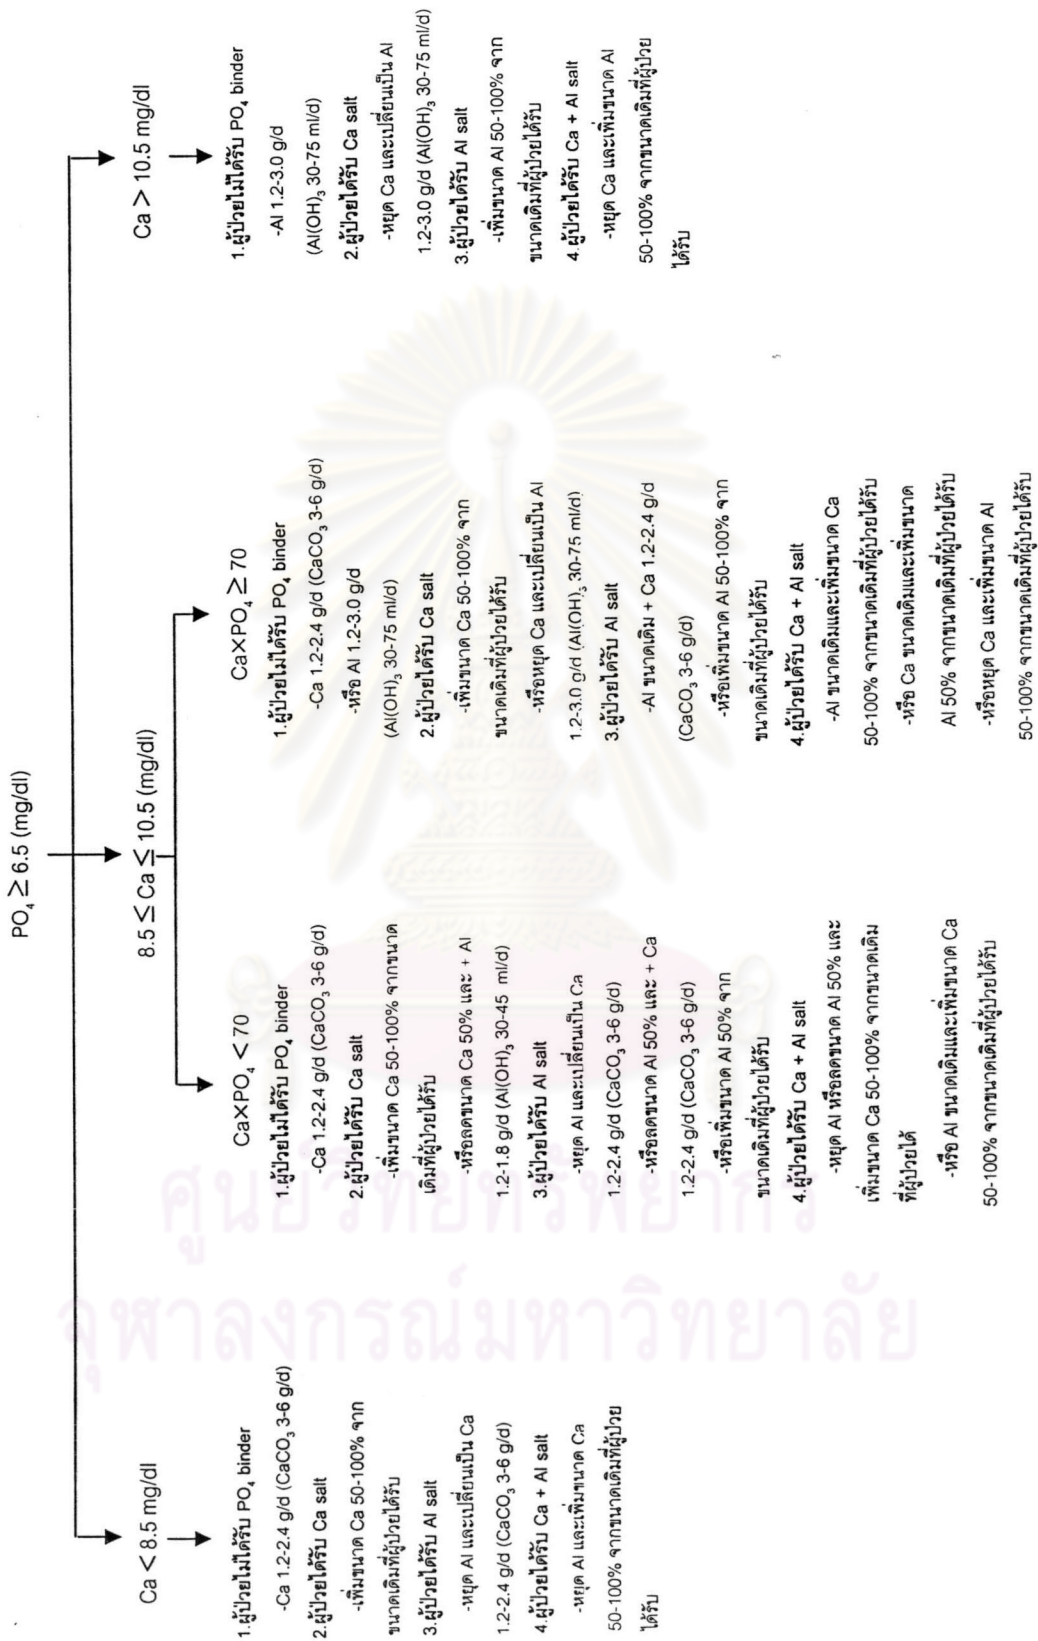 PO₄ ≥ 6.5 (mg/dl)
Ca < 8.5 mg/dl
1.ผู้ป่วยไม่ได้รับ PO₄ binder
-Ca 1.2-2.4 g/d (CaCO₃ 3-6 g/d)
2.ผู้ป่วยได้รับ Ca salt
-เพิ่มขนาด Ca 50-100% จาก
ขนาดเดิมที่ผู้ป่วยได้รับ
3.ผู้ป่วยได้รับ Al salt
-หยุด Al และเปลี่ยนเป็น Ca
1.2-2.4 g/d (CaCO₃ 3-6 g/d)
4.ผู้ป่วยได้รับ Ca + Al salt
-หยุด Al และเพิ่มขนาด Ca
50-100% จากขนาดเดิมที่ผู้ป่วย
ได้รับ
8.5 ≤ Ca ≤ 10.5 (mg/dl)
Ca×PO₄ < 70
1.ผู้ป่วยไม่ได้รับ PO₄ binder
-Ca 1.2-2.4 g/d (CaCO₃ 3-6 g/d)
2.ผู้ป่วยได้รับ Ca salt
-เพิ่มขนาด Ca 50-100% จากขนาด
เดิมที่ผู้ป่วยได้รับ
-หรือลดขนาด Ca 50% และ + Al
1.2-1.8 g/d (Al(OH)₃ 30-45 ml/d)
3.ผู้ป่วยได้รับ Al salt
-หยุด Al และเปลี่ยนเป็น Ca
1.2-2.4 g/d (CaCO₃ 3-6 g/d)
-หรือลดขนาด Al 50% และ + Ca
1.2-2.4 g/d (CaCO₃ 3-6 g/d)
-หรือเพิ่มขนาด Al 50% จาก
ขนาดเดิมที่ผู้ป่วยได้รับ
4.ผู้ป่วยได้รับ Ca + Al salt
-หยุด Al หรือลดขนาด Al 50% และ
เพิ่มขนาด Ca 50-100% จากขนาดเดิม
ที่ผู้ป่วยได้
-หรือ Al ขนาดเดิมและเพิ่มขนาด Ca
50-100% จากขนาดเดิมที่ผู้ป่วยได้รับ
Ca×PO₄ ≥ 70
1.ผู้ป่วยไม่ได้รับ PO₄ binder
-Ca 1.2-2.4 g/d (CaCO₃ 3-6 g/d)
-หรือ Al 1.2-3.0 g/d
(Al(OH)₃ 30-75 ml/d)
2.ผู้ป่วยได้รับ Ca salt
-เพิ่มขนาด Ca 50-100% จาก
ขนาดเดิมที่ผู้ป่วยได้รับ
-หรือหยุด Ca และเปลี่ยนเป็น Al
1.2-3.0 g/d (Al(OH)₃ 30-75 ml/d)
3.ผู้ป่วยได้รับ Al salt
-Al ขนาดเดิม + Ca 1.2-2.4 g/d
(CaCO₃ 3-6 g/d)
-หรือเพิ่มขนาด Al 50-100% จาก
ขนาดเดิมที่ผู้ป่วยได้รับ
4.ผู้ป่วยได้รับ Ca + Al salt
-Al ขนาดเดิมและเพิ่มขนาด Ca
50-100% จากขนาดเดิมที่ผู้ป่วยได้รับ
-หรือ Ca ขนาดเดิมและเพิ่มขนาด
Al 50% จากขนาดเดิมที่ผู้ป่วยได้รับ
-หรือหยุด Ca และเพิ่มขนาด Al
50-100% จากขนาดเดิมที่ผู้ป่วยได้รับ
Ca > 10.5 mg/dl
1.ผู้ป่วยไม่ได้รับ PO₄ binder
-Al 1.2-3.0 g/d
(Al(OH)₃ 30-75 ml/d)
2.ผู้ป่วยได้รับ Ca salt
-หยุด Ca และเปลี่ยนเป็น Al
1.2-3.0 g/d (Al(OH)₃ 30-75 ml/d)
3.ผู้ป่วยได้รับ Al salt
-เพิ่มขนาด Al 50-100% จาก
ขนาดเดิมที่ผู้ป่วยได้รับ
4.ผู้ป่วยได้รับ Ca + Al salt
-หยุด Ca และเพิ่มขนาด Al
50-100% จากขนาดเดิมที่ผู้ป่วย
ได้รับ
ศูนย์วิทยทรัพยากร
จุฬาลงกรณ์มหาวิทยาลัย